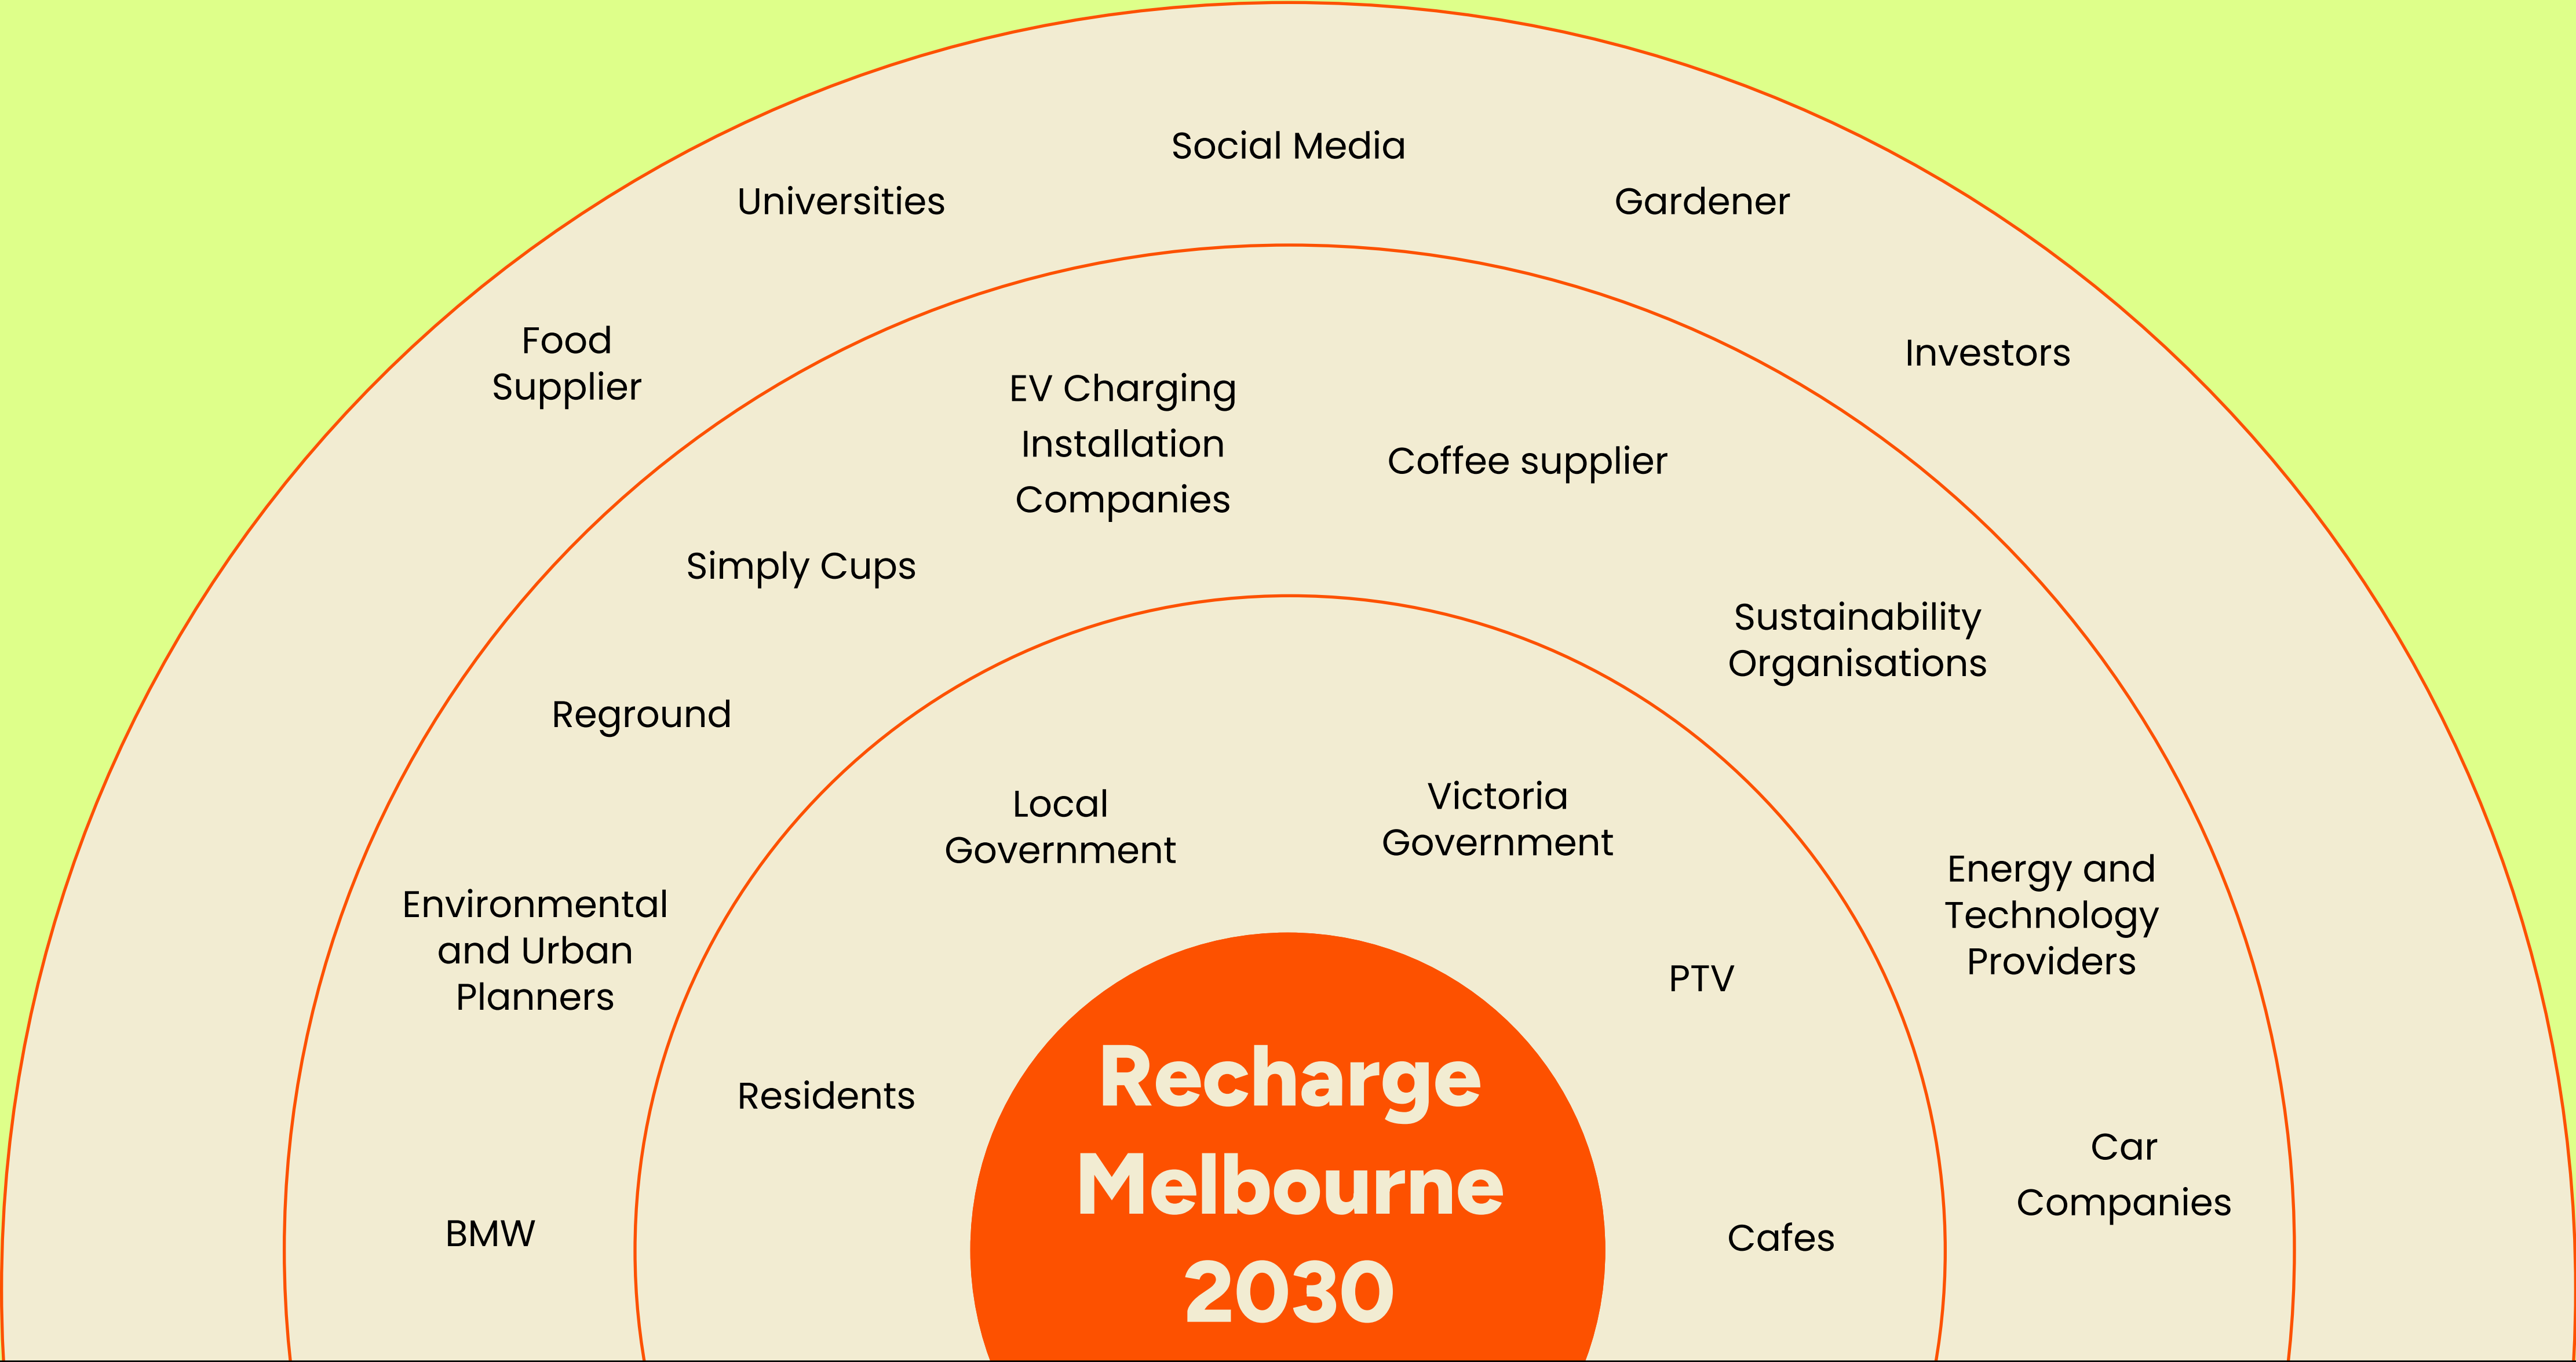 Social Media
Universities
Gardener
Food
Supplier
Investors
EV Charging
Installation
Companies
Coffee supplier
Simply Cups
Sustainability
Organisations
Reground
Local
Government
Victoria
Government
Environmental
and Urban
Planners
Energy and
Technology
Providers
PTV
Residents
Recharge
Melbourne
2030
BMW
Cafes
Car
Companies